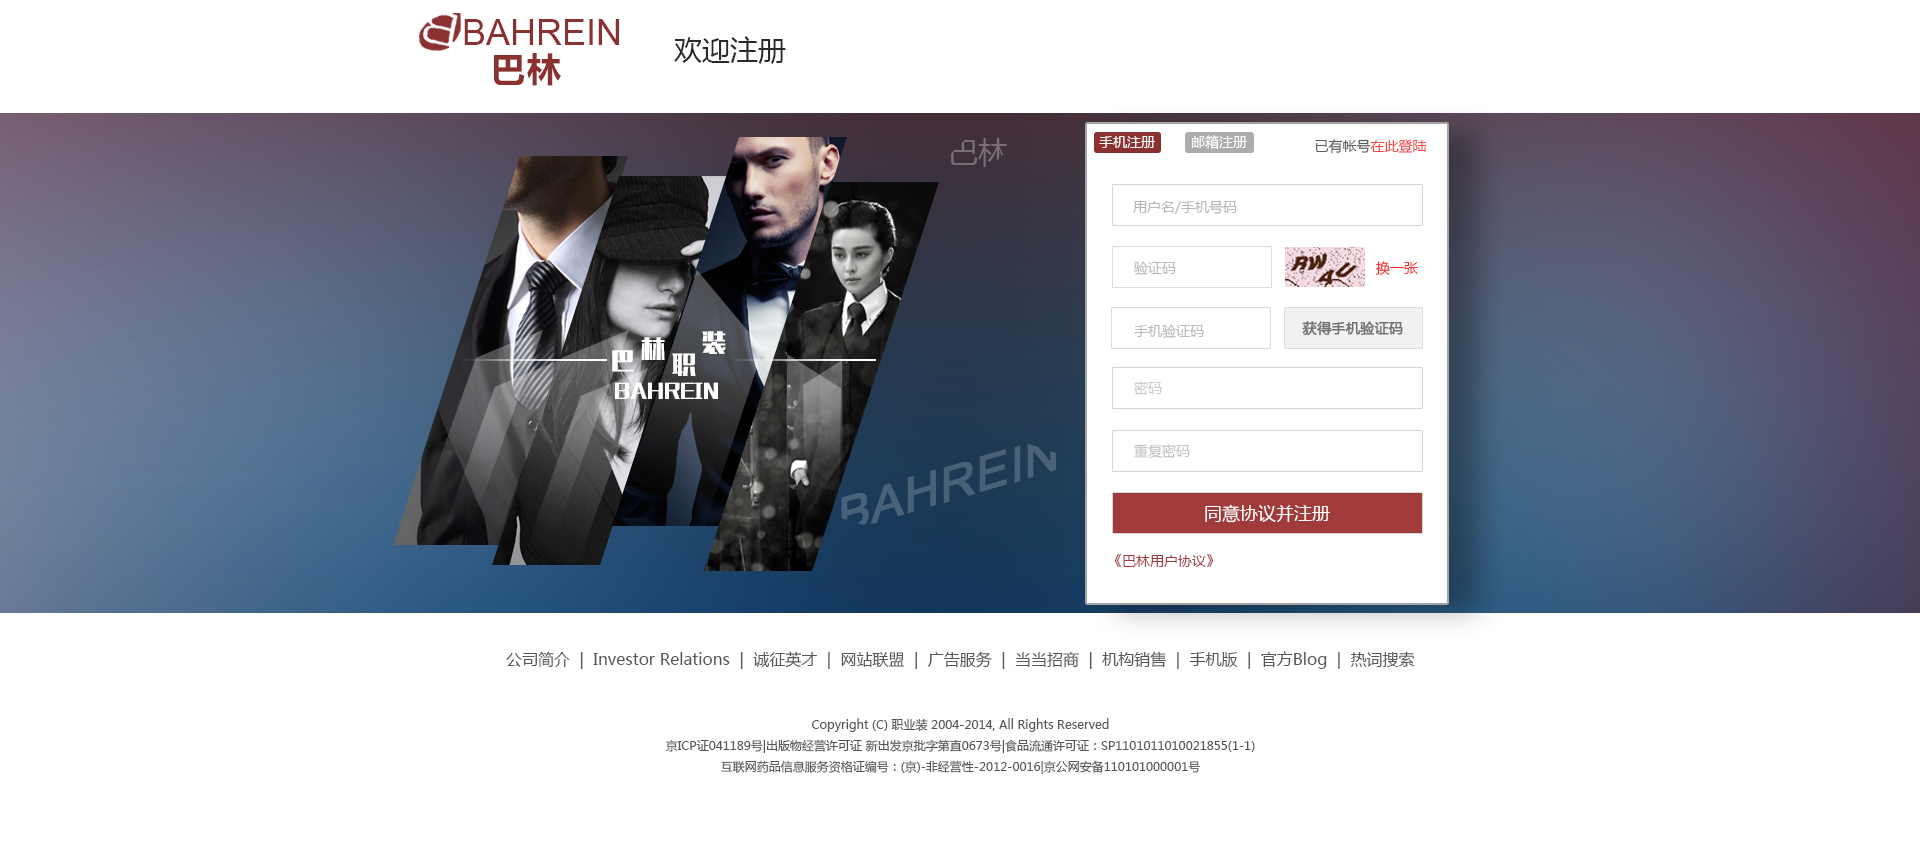 BAHREIN
巴林
欢迎注册
巴林
手机注册 邮箱注册 已有帐号在此登陆
用户名/手机号码
验证码 RW4U 换一张
手机验证码 获得手机验证码
密码
重复密码
同意协议并注册
《巴林用户协议》
巴林职装
BAHREIN
BAHREIN
公司简介 | Investor Relations | 诚征英才 | 网站联盟 | 广告服务 | 当当招商 | 机构销售 | 手机版 | 官方Blog | 热词搜索
Copyright (C) 职业装 2004-2014, All Rights Reserved
京ICP证041189号|出版物经营许可证 新出发京批字第直0673号|食品流通许可证：SP1101011010021855(1-1)
互联网药品信息服务资格证编号：(京)-非经营性-2012-0016|京公网安备110101000001号